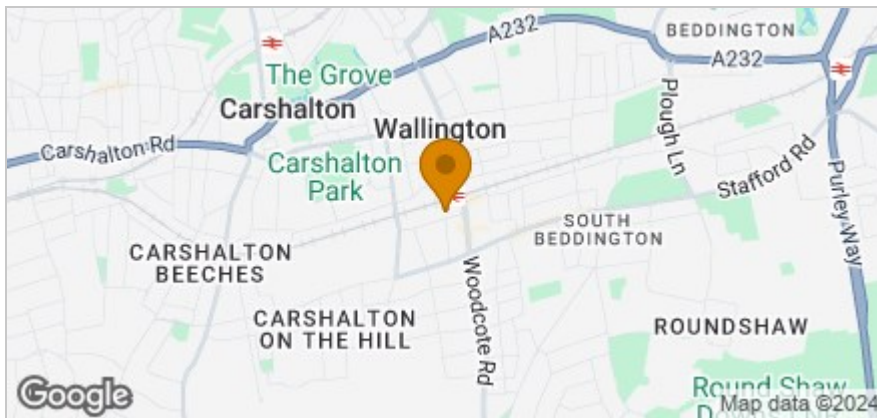 BEDDINGTON
A232
A232
The Grove
Carshalton
Wallington
Plough Ln
Carshalton Rd
Carshalton
Park
Stafford Rd
Purley Way
SOUTH
BEDDINGTON
CARSHALTON
BEECHES
Woodcote Rd
CARSHALTON
ON THE HILL
ROUNDSHAW
Round Shaw
Google
Map data ©2024